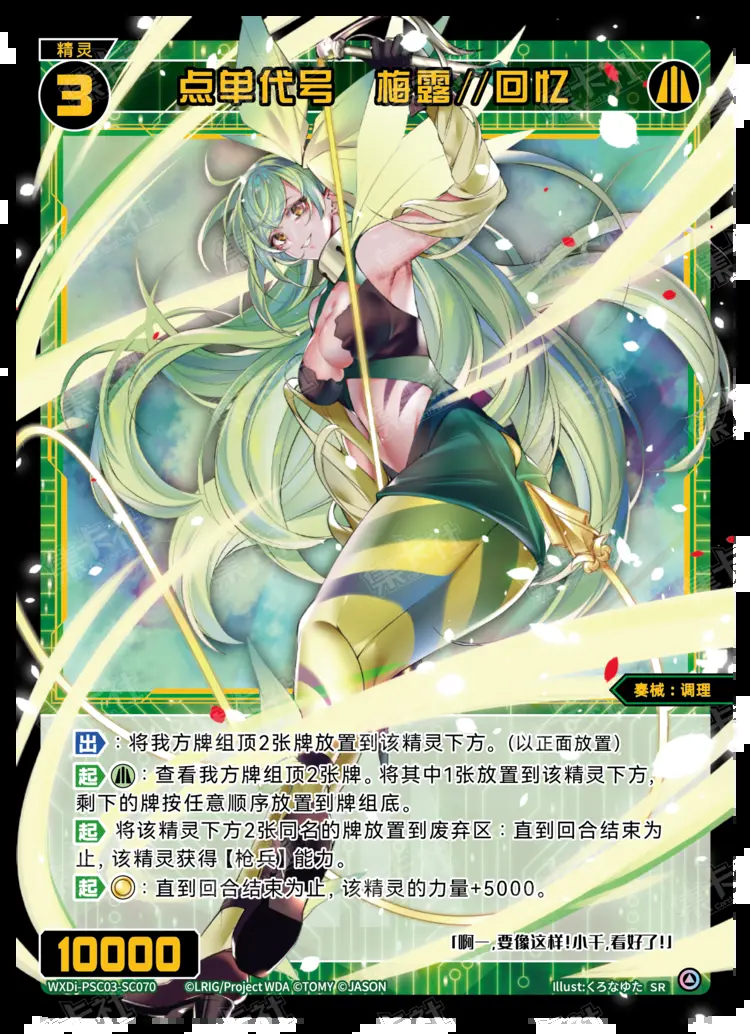 精灵
3
点单代号　梅露//回忆
奏械：调理
出：将我方牌组顶2张牌放置到该精灵下方。(以正面放置)
起：查看我方牌组顶2张牌。将其中1张放置到该精灵下方,
剩下的牌按任意顺序放置到牌组底。
起 将该精灵下方2张同名的牌放置到废弃区：直到回合结束为
止,该精灵获得【枪兵】能力。
起：直到回合结束为止,该精灵的力量+5000。
10000
「啊—,要像这样!小千,看好了!」
WXDi-PSC03-SC070 ©LRIG/Project WDA ©TOMY ©JASON Illust:くろなゆた SR